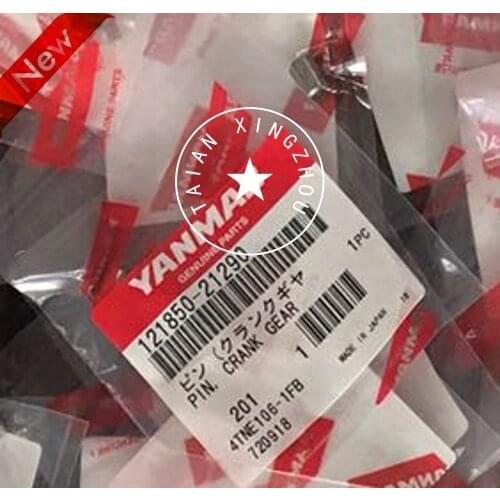 New
TAIAN XINGZHOU
YANMAR
GENUINE PARTS
121850-21290
ピン（クランクギヤ
PIN, CRANK GEAR
1PC
1
201
4TNE106-1FB
720918
MADE IN JAPAN
16